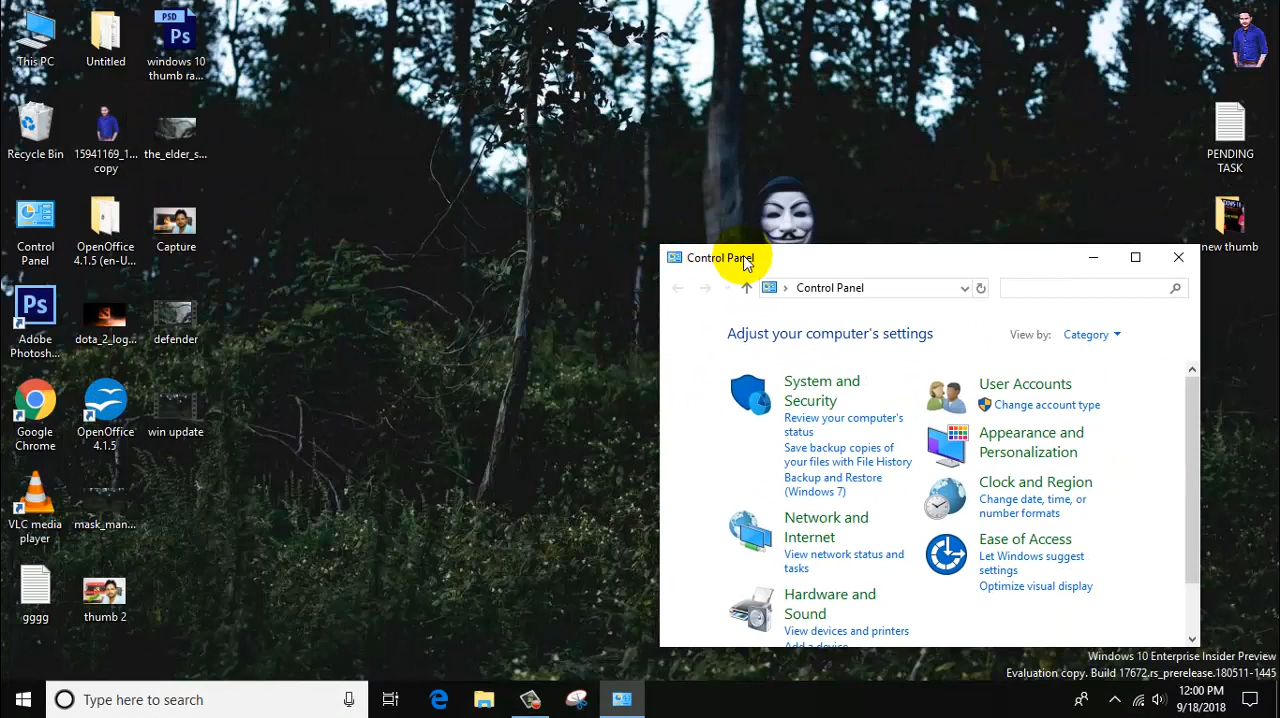 This PC
Untitled
PSD
Ps
windows 10
thumb ra...
Recycle Bin
15941169_1...
copy
the_elder_s...
PENDING
TASK
Control
Panel
OpenOffice
4.1.5 (en-U...
Capture
new thumb
Ps
Adobe
Photosh...
dota_2_log...
defender
Google
Chrome
OpenOffice
4.1.5
win update
VLC media
player
mask_man...
gggg
thumb 2
Control Panel
Control Panel
Adjust your computer's settings
View by: Category
System and
Security
Review your computer's
status
Save backup copies of
your files with File History
Backup and Restore
(Windows 7)
Network and
Internet
View network status and
tasks
Hardware and
Sound
View devices and printers
Add a device
User Accounts
Change account type
Appearance and
Personalization
Clock and Region
Change date, time, or
number formats
Ease of Access
Let Windows suggest
settings
Optimize visual display
Windows 10 Enterprise Insider Preview
Evaluation copy. Build 17672.rs_prerelease.180511-1445
Type here to search
12:00 PM
9/18/2018